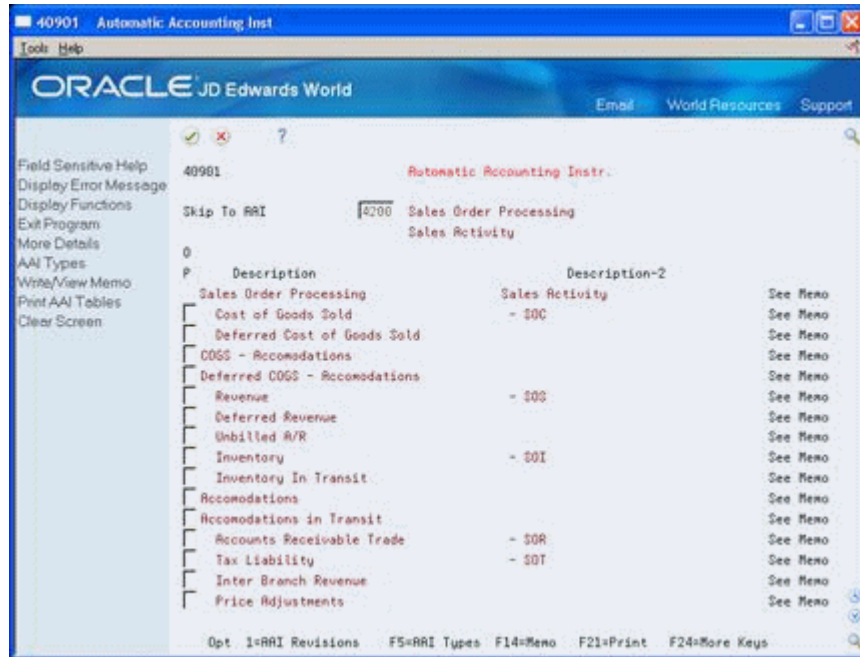 40901 Automatic Accounting Inst
Tools Help
ORACLE JD Edwards World
Email World Resources Support
Field Sensitive Help
Display Error Message
Display Functions
Exit Program
More Details
AAI Types
Write/View Memo
Print AAI Tables
Clear Screen
?
40901 Automatic Accounting Instr.
Skip To AAI 4200 Sales Order Processing
Sales Activity
O
P Description Description-2
Sales Order Processing Sales Activity See Memo
Cost of Goods Sold - SOC See Memo
Deferred Cost of Goods Sold See Memo
COGS - Accomodations See Memo
Deferred COGS - Accomodations See Memo
Revenue - SOS See Memo
Deferred Revenue See Memo
Unbilled A/R See Memo
Inventory - SOI See Memo
Inventory In Transit See Memo
Accomodations See Memo
Accomodations in Transit See Memo
Accounts Receivable Trade - SOR See Memo
Tax Liability - SOT See Memo
Inter Branch Revenue See Memo
Price Adjustments See Memo
Opt 1=AAI Revisions F5=AAI Types F14=Memo F21=Print F24=More Keys